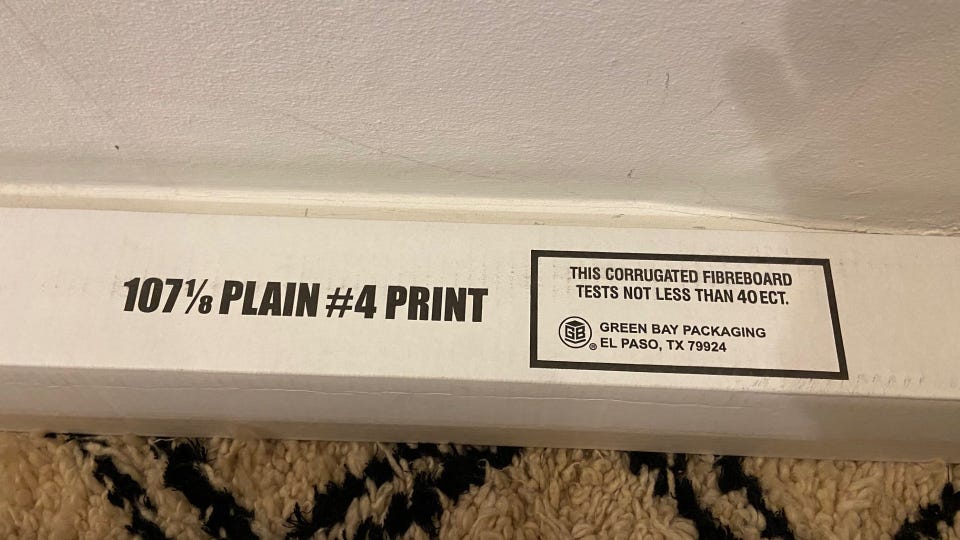 107⅛ PLAIN #4 PRINT
THIS CORRUGATED FIBREBOARD
TESTS NOT LESS THAN 40 ECT.
GB ® GREEN BAY PACKAGING
EL PASO, TX 79924